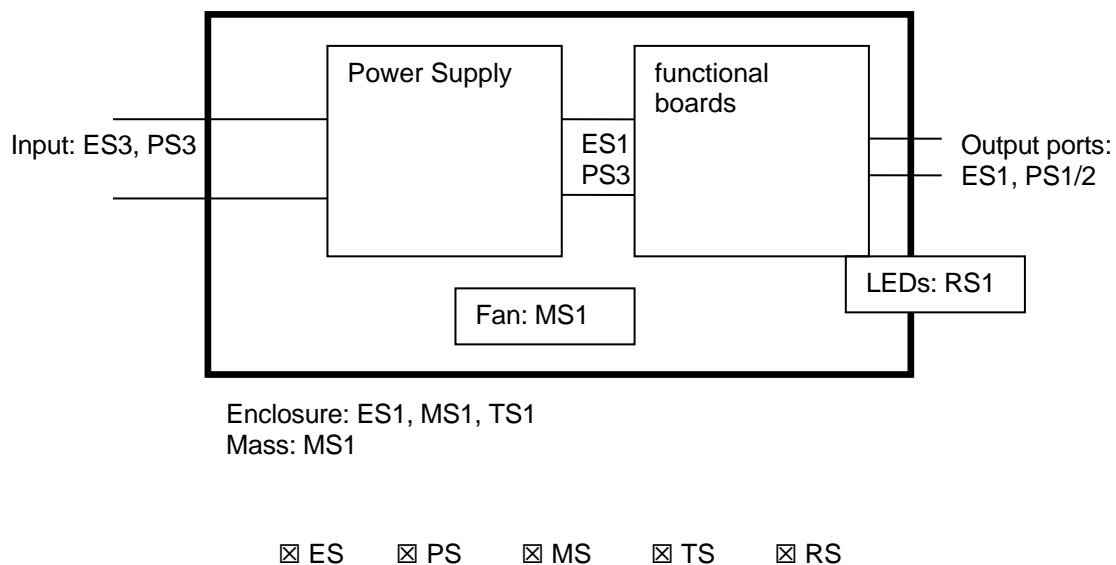 Power Supply
functional
boards
Input: ES3, PS3
ES1
PS3
Output ports:
ES1, PS1/2
LEDs: RS1
Fan: MS1
Enclosure: ES1, MS1, TS1
Mass: MS1
☒ ES ☒ PS ☒ MS ☒ TS ☒ RS